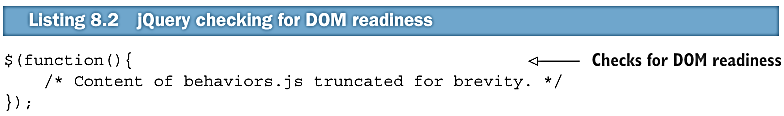 Listing 8.2 jQuery checking for DOM readiness
$(function(){ Checks for DOM readiness
/* Content of behaviors.js truncated for brevity. */
});